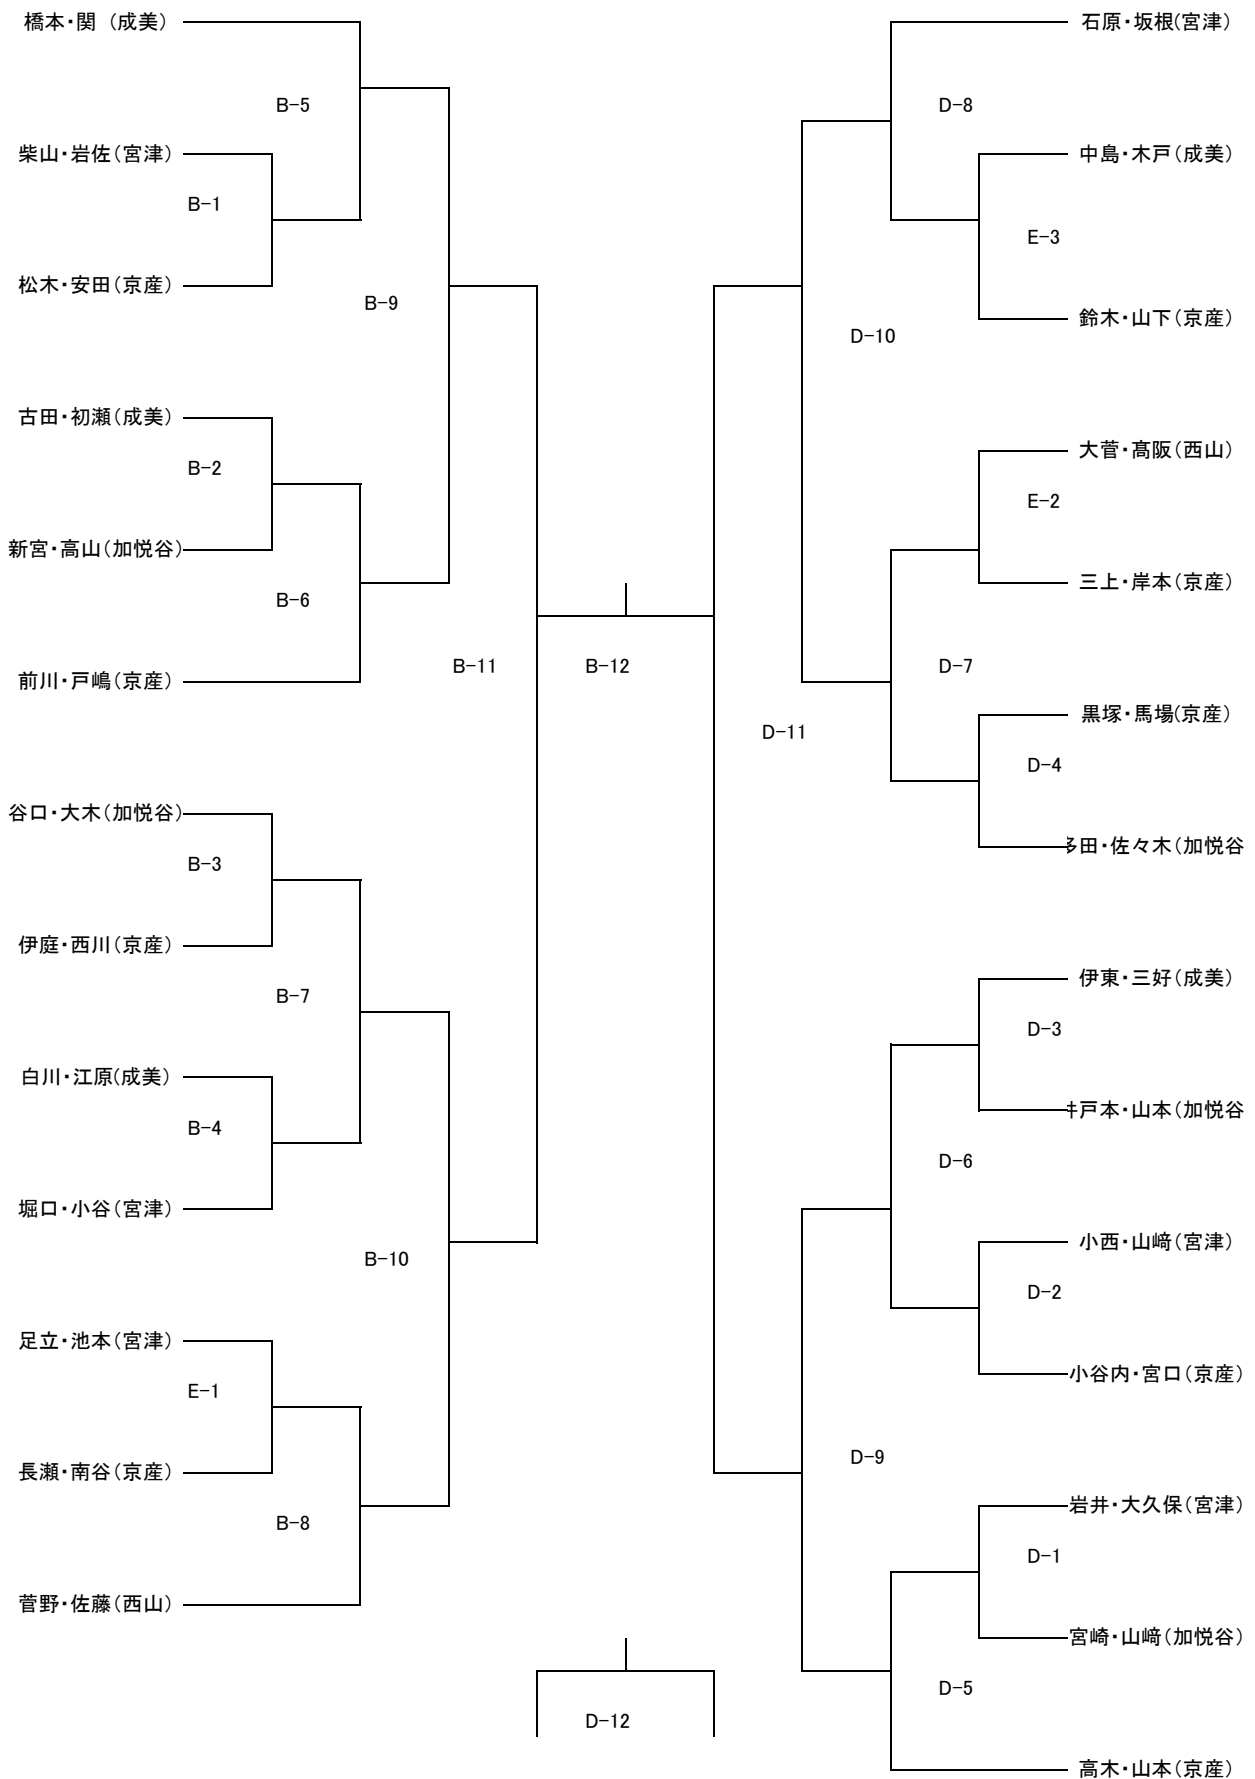 橋本・関 （成美）
B-5
柴山・岩佐（宮津）
B-1
松木・安田（京産）
B-9
古田・初瀬（成美）
B-2
新宮・高山（加悦谷）
B-6
前川・戸嶋（京産）
B-11
谷口・大木（加悦谷）
B-3
伊庭・西川（京産）
B-7
白川・江原（成美）
B-4
堀口・小谷（宮津）
B-10
足立・池本（宮津）
E-1
長瀬・南谷（京産）
B-8
菅野・佐藤（西山）
B-12
D-12
石原・坂根（宮津）
D-8
中島・木戸（成美）
E-3
鈴木・山下（京産）
D-10
大菅・髙阪（西山）
E-2
三上・岸本（京産）
D-7
黒塚・馬場（京産）
D-11
D-4
多田・佐々木（加悦谷
伊東・三好（成美）
D-3
井戸本・山本（加悦谷
D-6
小西・山﨑（宮津）
D-2
小谷内・宮口（京産）
D-9
岩井・大久保（宮津）
D-1
宮崎・山﨑（加悦谷）
D-5
高木・山本（京産）